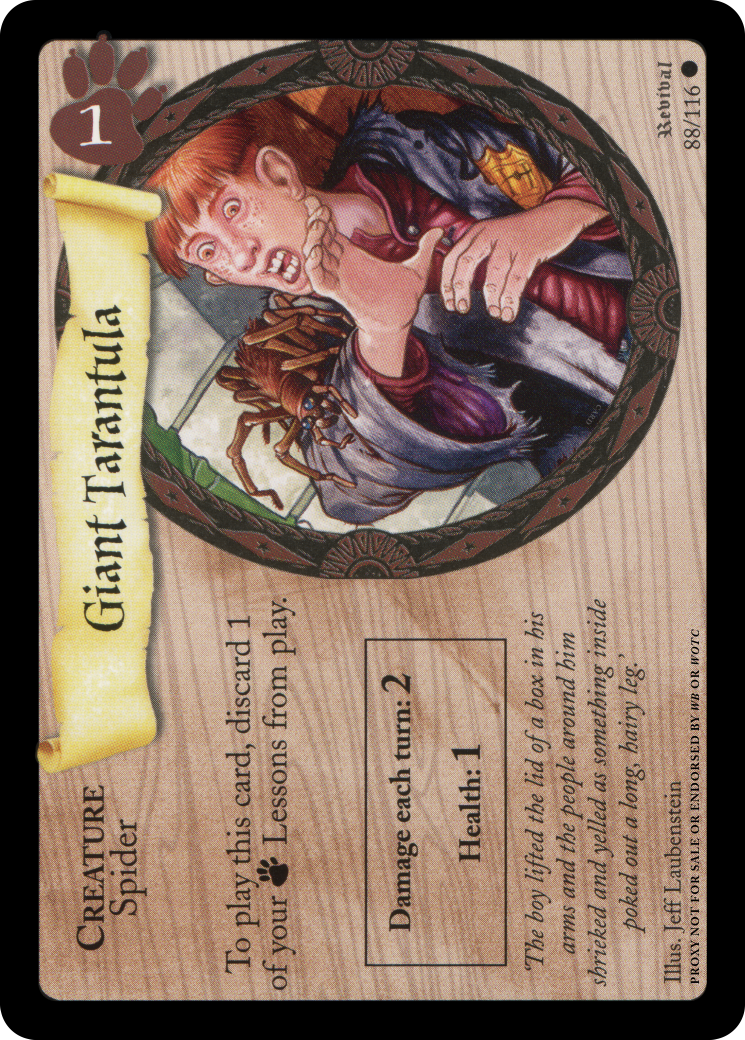 1
Giant Tarantula
CREATURE
Spider
To play this card, discard 1
of your Lessons from play.
Damage each turn: 2
Health: 1
‘The boy lifted the lid of a box in his
arms and the people around him
shrieked and yelled as something inside
poked out a long, hairy leg.’
Illus. Jeff Laubenstein
PROXY NOT FOR SALE OR ENDORSED BY WB OR WOTC
Revival
88/116